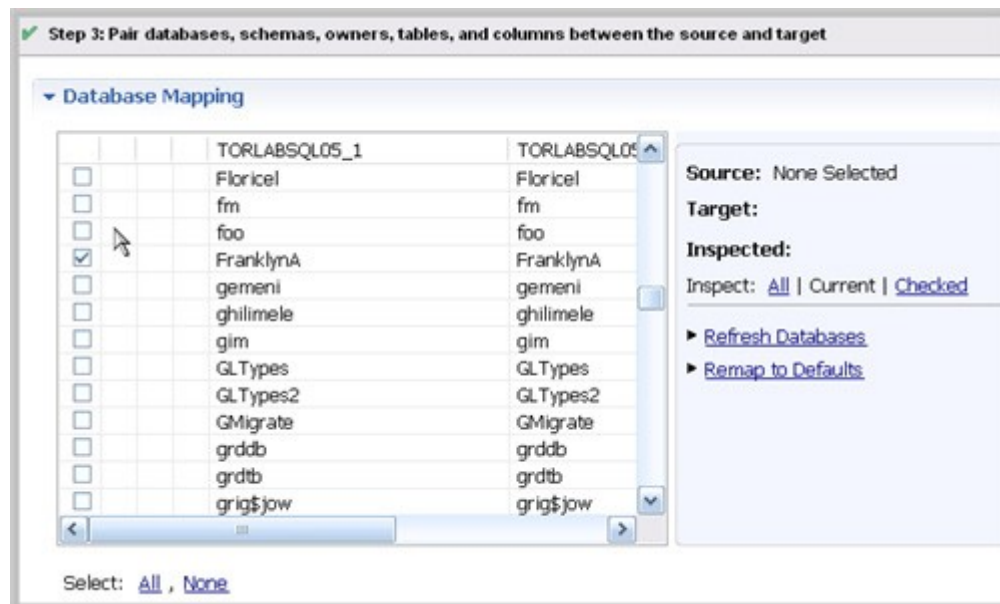 Step 3: Pair databases, schemas, owners, tables, and columns between the source and target
Database Mapping
TORLABSQL05_1 TORLABSQL05
Floricel Floricel
fm fm
foo foo
FranklynA FranklynA
gemeni gemeni
ghilimele ghilimele
gim gim
GLTypes GLTypes
GLTypes2 GLTypes2
GMigrate GMigrate
grddb grddb
grdtb grdtb
grig$jow grig$jow
Source: None Selected
Target:
Inspected:
Inspect: All | Current | Checked
Refresh Databases
Remap to Defaults
Select: All , None